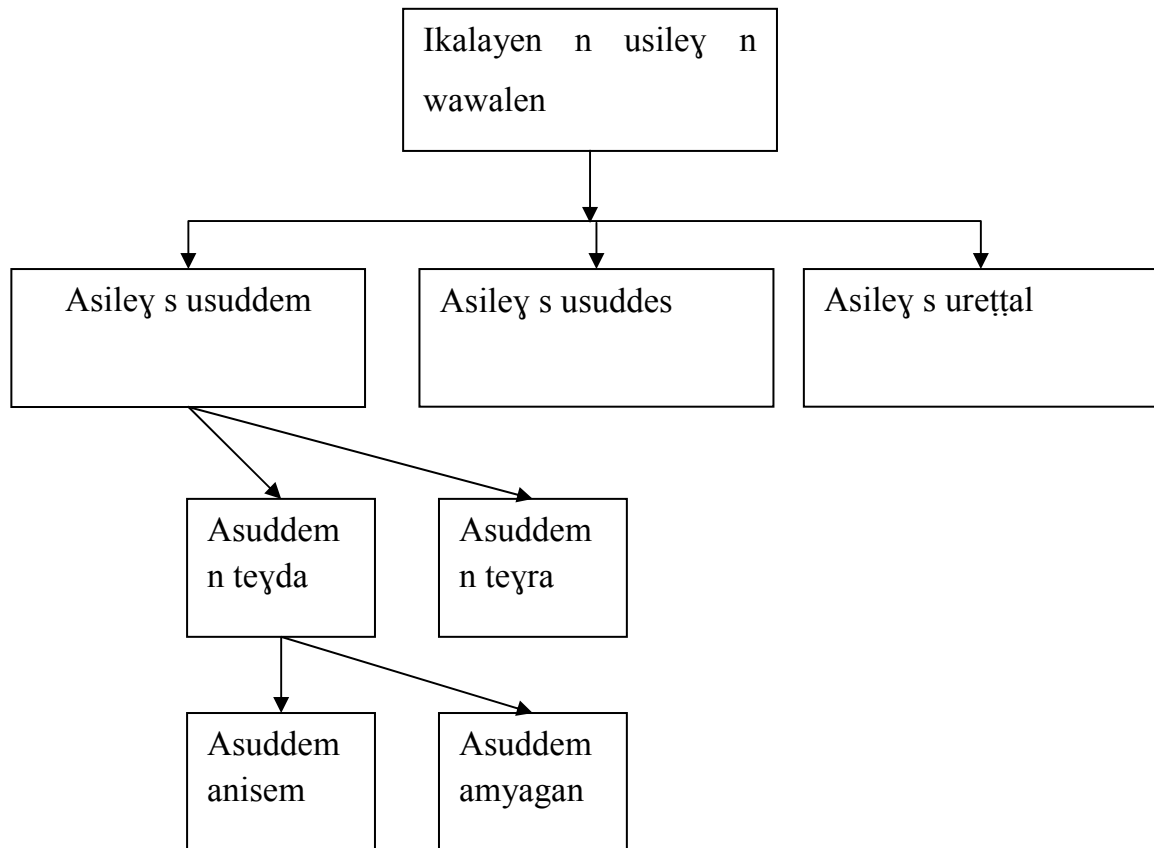 Ikalayen n usileɣ n
wawalen
Asileɣ s usuddem
Asileɣ s usuddes
Asileɣ s ureṭṭal
Asuddem
n teɣda
Asuddem
n teɣra
Asuddem
anisem
Asuddem
amyagan